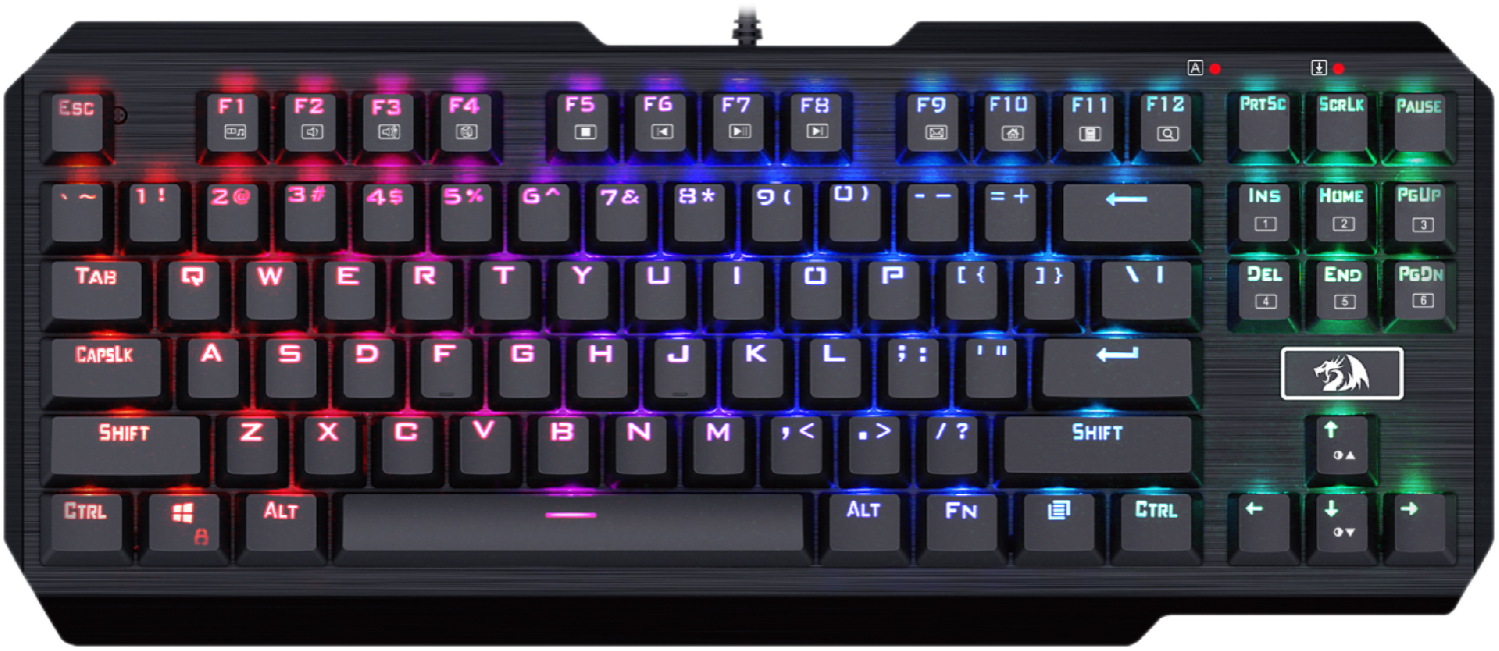 A
Esc F1 F2 F3 F4 F5 F6 F7 F8 F9 F10 F11 F12 PrtSc ScrLk Pause
` ~ 1 ! 2 @ 3 # 4 $ 5 % 6 ^ 7 & 8 * 9 ( 0 ) - - = + ← Ins Home PgUp
1 2 3
Tab Q W E R T Y U I O P [ { ] } \ | Del End PgDn
4 5 6
CapsLk A S D F G H J K L ; : ' "
Shift Z X C V B N M , < . > / ? Shift ↑
Ctrl Alt Alt Fn Ctrl ← ↓ →